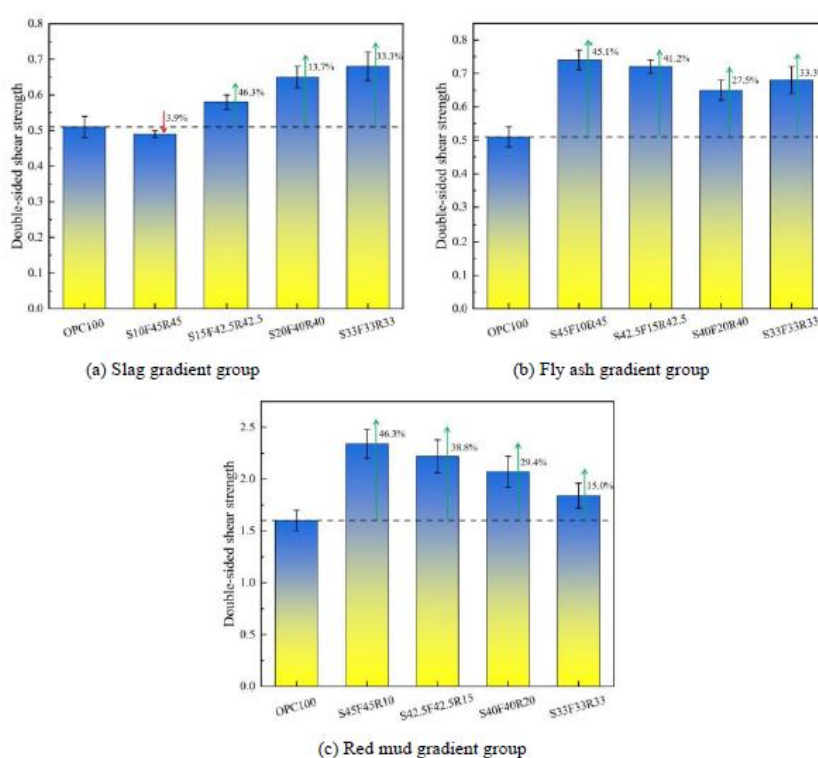 0.8
0.7
0.6
0.5
0.4
0.3
0.2
0.1
0.0
Double-sided shear strength
3.9%
46.3%
13.7%
33.3%
OPC100
S10F45R45
S15F42.5R42.5
S20F40R40
S33F33R33
(a) Slag gradient group
0.8
0.7
0.6
0.5
0.4
0.3
0.2
0.1
0.0
Double-sided shear strength
45.1%
41.2%
27.5%
33.3%
OPC100
S45F10R45
S42.5F15R42.5
S40F20R40
S33F33R33
(b) Fly ash gradient group
2.5
2.0
1.5
1.0
0.5
0.0
Double-sided shear strength
46.3%
38.8%
29.4%
15.0%
OPC100
S45F45R10
S42.5F42.5R15
S40F40R20
S33F33R33
(c) Red mud gradient group